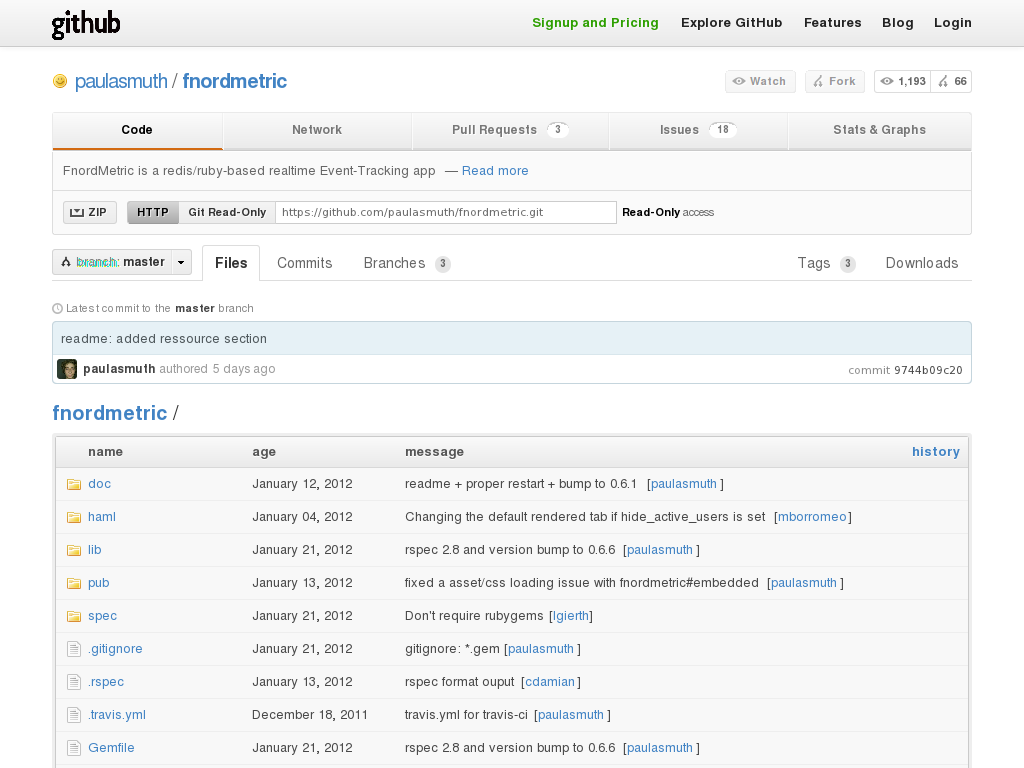 github
Signup and Pricing Explore GitHub Features Blog Login
paulasmuth / fnordmetric
Watch Fork 1,193 66
Code Network Pull Requests 3 Issues 18 Stats & Graphs
FnordMetric is a redis/ruby-based realtime Event-Tracking app — Read more
ZIP HTTP Git Read-Only https://github.com/paulasmuth/fnordmetric.git Read-Only access
branch: master Files Commits Branches 3 Tags 3 Downloads
Latest commit to the master branch
readme: added ressource section
paulasmuth authored 5 days ago commit 9744b09c20
fnordmetric /
name age message history
doc January 12, 2012 readme + proper restart + bump to 0.6.1 [paulasmuth ]
haml January 04, 2012 Changing the default rendered tab if hide_active_users is set [mborromeo]
lib January 21, 2012 rspec 2.8 and version bump to 0.6.6 [paulasmuth ]
pub January 13, 2012 fixed a asset/css loading issue with fnordmetric#embedded [paulasmuth ]
spec January 21, 2012 Don't require rubygems [lgierth]
.gitignore January 21, 2012 gitignore: *.gem [paulasmuth ]
.rspec January 13, 2012 rspec format ouput [cdamian]
.travis.yml December 18, 2011 travis.yml for travis-ci [paulasmuth ]
Gemfile January 21, 2012 rspec 2.8 and version bump to 0.6.6 [paulasmuth ]